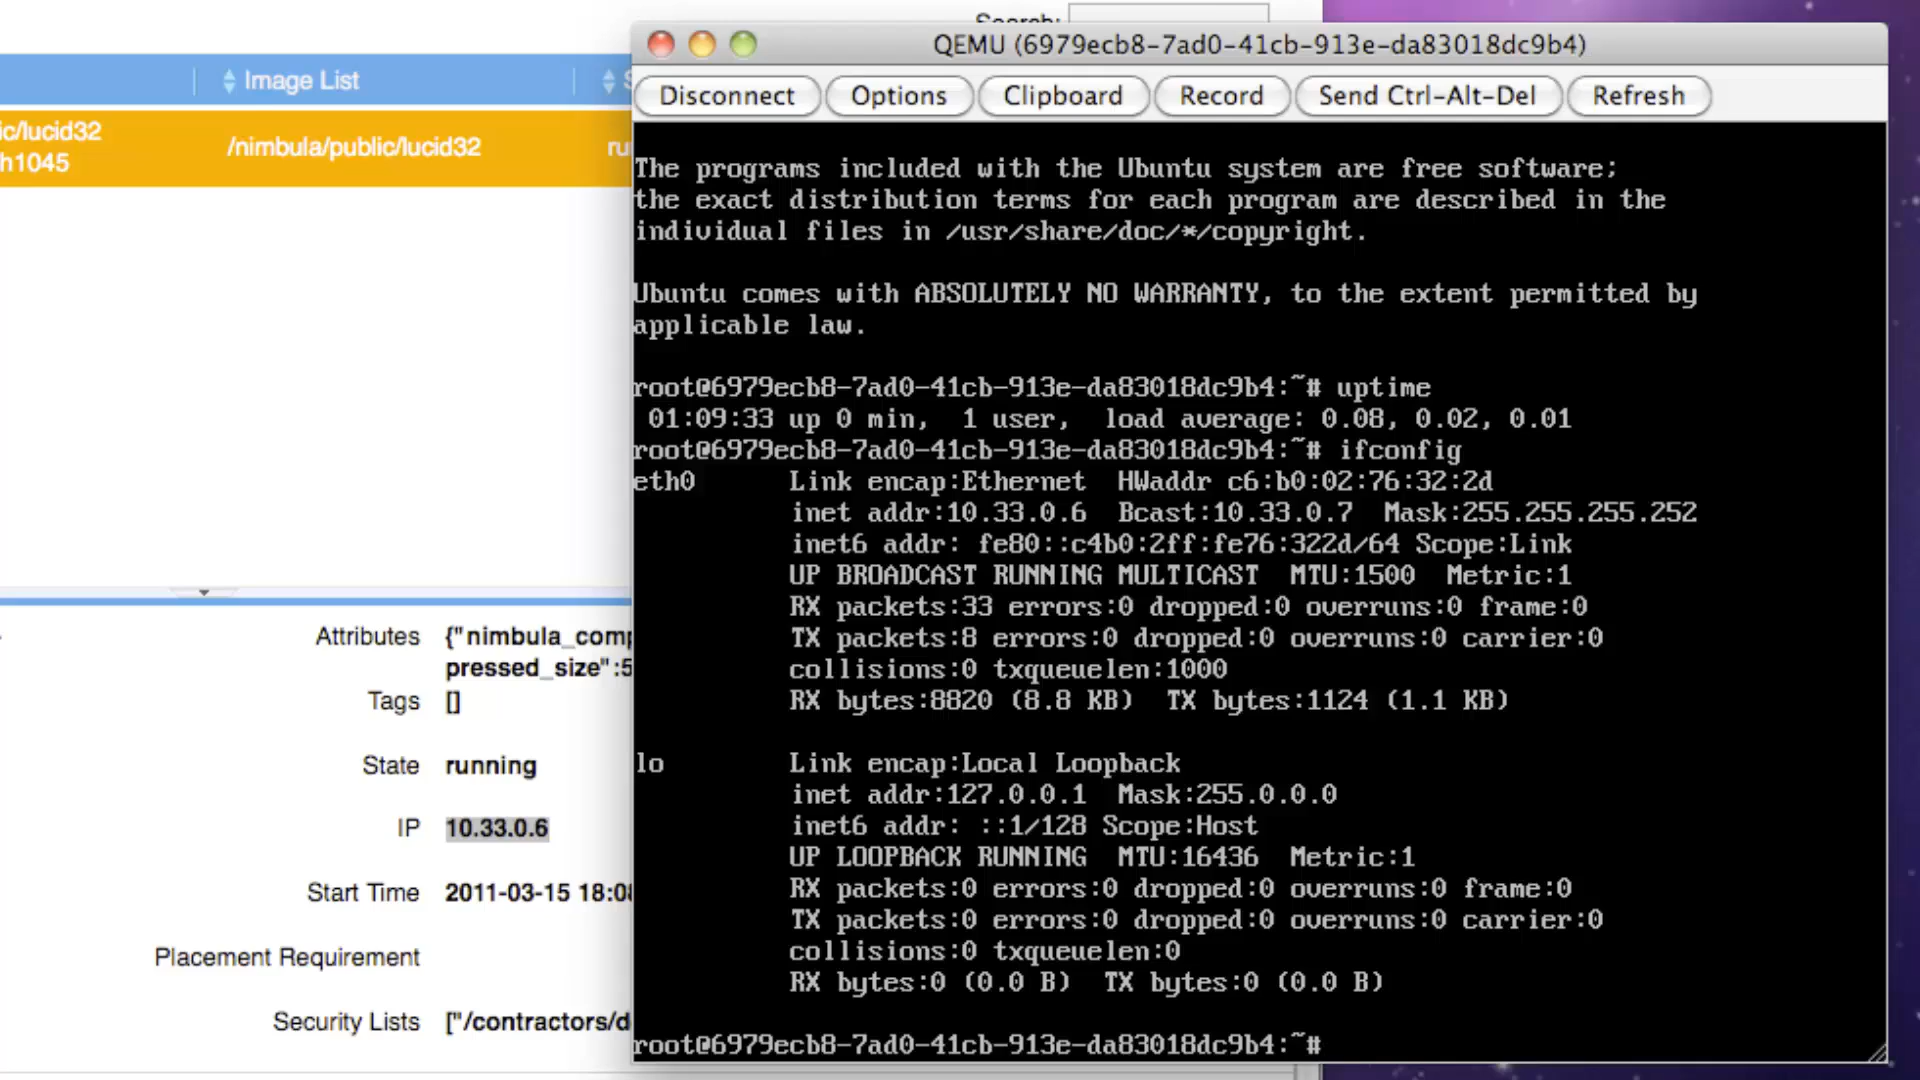 Search:
Image List
ic/lucid32
h1045
/nimbula/public/lucid32
ru
Attributes {"nimbula_comp
pressed_size":5
Tags []
State running
IP 10.33.0.6
Start Time 2011-03-15 18:08
Placement Requirement
Security Lists ["/contractors/d
QEMU (6979ecb8-7ad0-41cb-913e-da83018dc9b4)
Disconnect Options Clipboard Record Send Ctrl-Alt-Del Refresh
The programs included with the Ubuntu system are free software;
the exact distribution terms for each program are described in the
individual files in /usr/share/doc/*/copyright.
Ubuntu comes with ABSOLUTELY NO WARRANTY, to the extent permitted by
applicable law.
root@6979ecb8-7ad0-41cb-913e-da83018dc9b4:~# uptime
01:09:33 up 0 min, 1 user, load average: 0.08, 0.02, 0.01
root@6979ecb8-7ad0-41cb-913e-da83018dc9b4:~# ifconfig
eth0 Link encap:Ethernet HWaddr c6:b0:02:76:32:2d
inet addr:10.33.0.6 Bcast:10.33.0.7 Mask:255.255.255.252
inet6 addr: fe80::c4b0:2ff:fe76:322d/64 Scope:Link
UP BROADCAST RUNNING MULTICAST MTU:1500 Metric:1
RX packets:33 errors:0 dropped:0 overruns:0 frame:0
TX packets:8 errors:0 dropped:0 overruns:0 carrier:0
collisions:0 txqueuelen:1000
RX bytes:8820 (8.8 KB) TX bytes:1124 (1.1 KB)
lo Link encap:Local Loopback
inet addr:127.0.0.1 Mask:255.0.0.0
inet6 addr: ::1/128 Scope:Host
UP LOOPBACK RUNNING MTU:16436 Metric:1
RX packets:0 errors:0 dropped:0 overruns:0 frame:0
TX packets:0 errors:0 dropped:0 overruns:0 carrier:0
collisions:0 txqueuelen:0
RX bytes:0 (0.0 B) TX bytes:0 (0.0 B)
root@6979ecb8-7ad0-41cb-913e-da83018dc9b4:~#